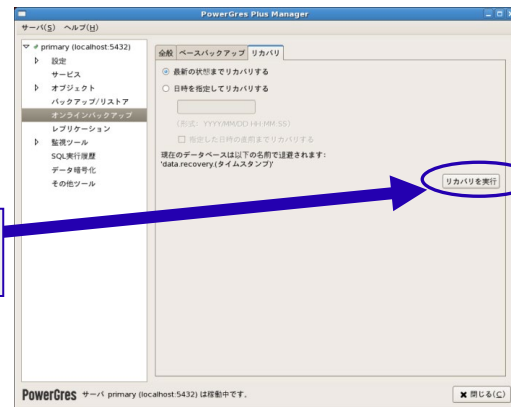 PowerGres Plus Manager
サーバ(S) ヘルプ(H)
primary (localhost:5432)
設定
サービス
オブジェクト
バックアップ/リストア
オンラインバックアップ
レプリケーション
監視ツール
SQL実行履歴
データ暗号化
その他ツール
全般 ベースバックアップ リカバリ
最新の状態までリカバリする
日時を指定してリカバリする
(形式: YYYY/MM/DD HH:MM:SS)
指定した日時の直前までリカバリする
現在のデータベースは以下の名前で退避されます:
'data.recovery.(タイムスタンプ)'
リカバリを実行
PowerGres サーバ primary (localhost:5432) は稼働中です。
閉じる(C)